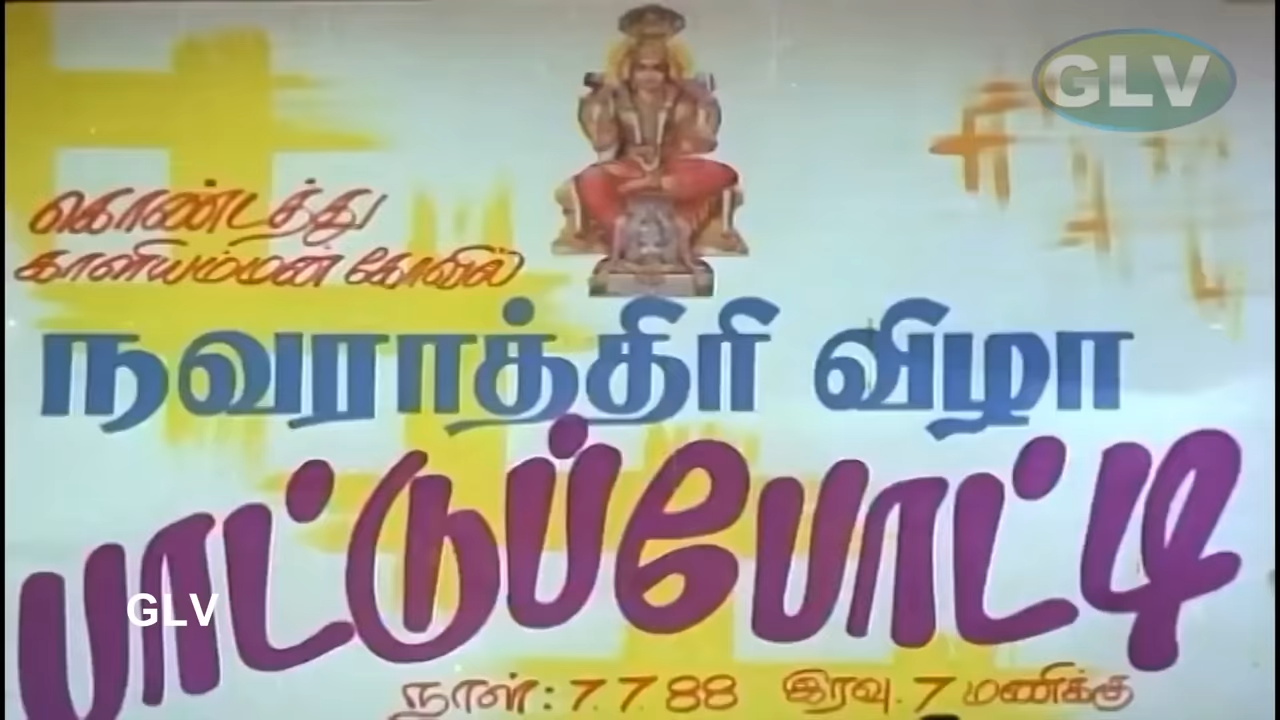 GLV
கொண்டத்து
காளியம்மன் கோவில்
நவராத்திரி விழா
பாட்டுப்போட்டி
GLV
நாள்: 7.7.88 இரவு. 7 மணிக்கு